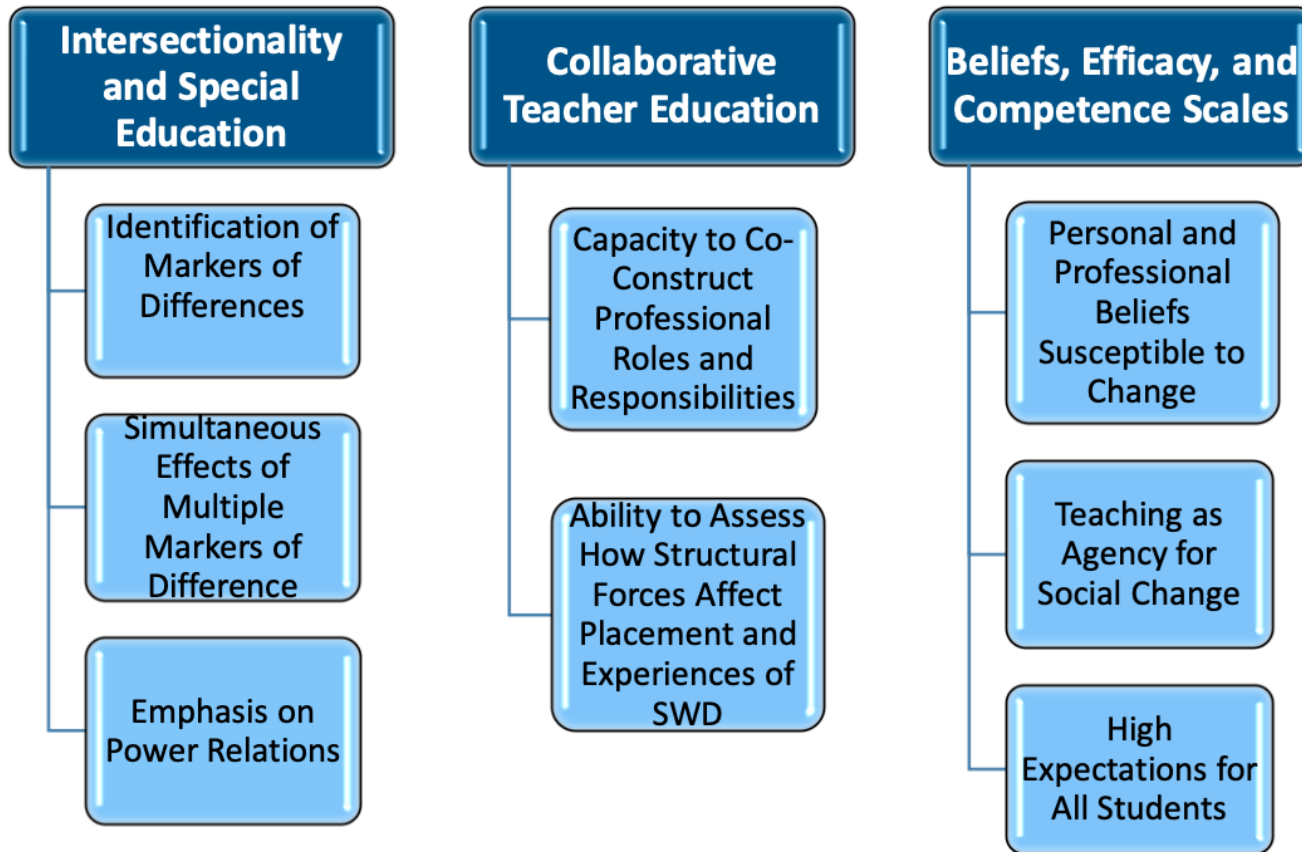 Intersectionality
and Special
Education
Identification of
Markers of
Differences
Simultaneous
Effects of
Multiple
Markers of
Difference
Emphasis on
Power Relations
Collaborative
Teacher Education
Capacity to Co-
Construct
Professional
Roles and
Responsibilities
Ability to Assess
How Structural
Forces Affect
Placement and
Experiences of
SWD
Beliefs, Efficacy, and
Competence Scales
Personal and
Professional
Beliefs
Susceptible to
Change
Teaching as
Agency for
Social Change
High
Expectations for
All Students